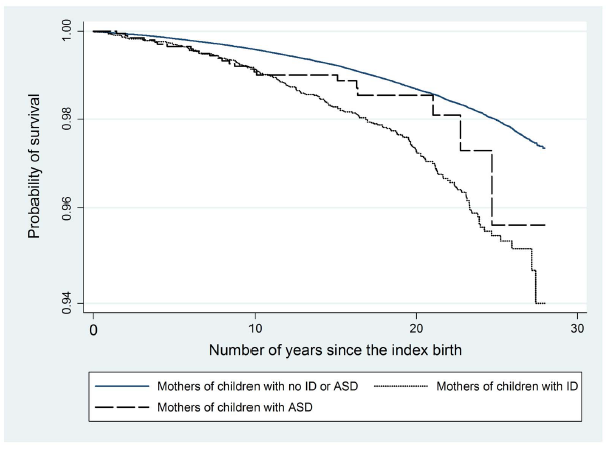 Probability of survival
1.00
0.98
0.96
0.94
0 10 20 30
Number of years since the index birth
Mothers of children with no ID or ASD Mothers of children with ID
Mothers of children with ASD